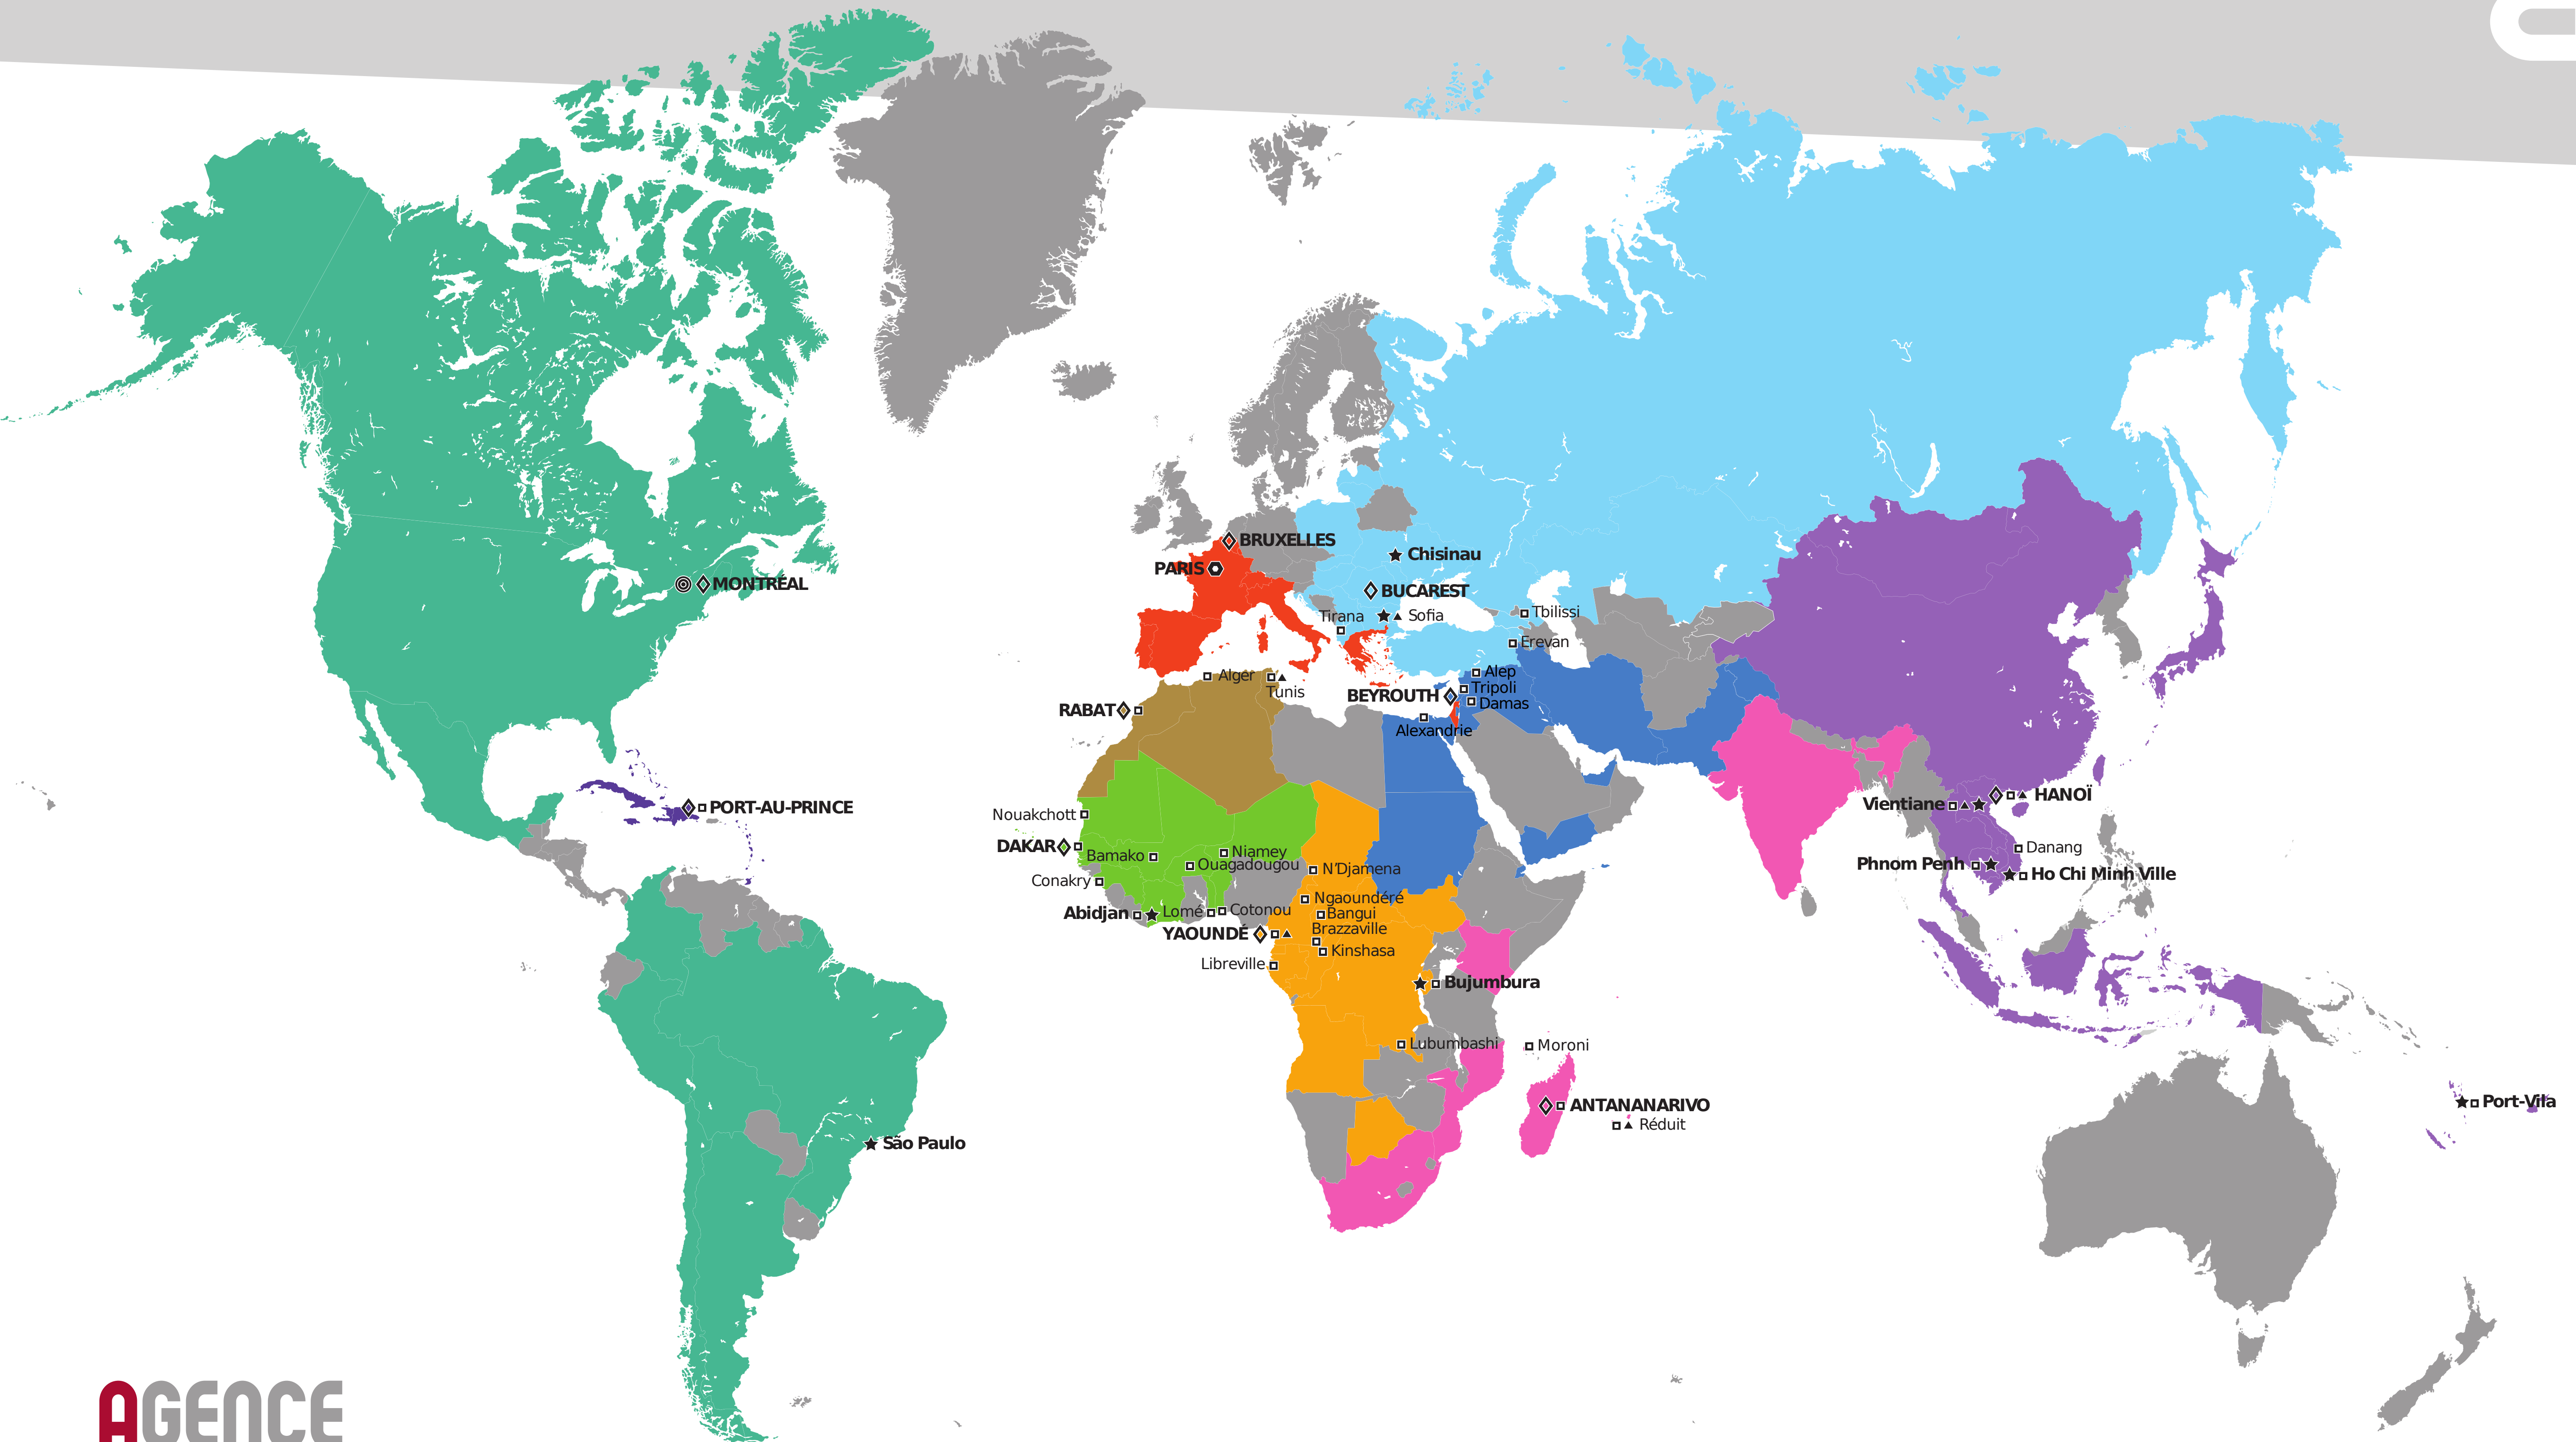 BRUXELLES
Chisinau
PARIS
MONTRÉAL
BUCAREST
Tirana
Sofia
Tbilissi
Erevan
Alger
Tunis
Alep
Tripoli
BEYROUTH
Damas
RABAT
Alexandrie
PORT-AU-PRINCE
Vientiane
HANOÏ
Nouakchott
DAKAR
Bamako
Niamey
Ouagadougou
Danang
N'Djamena
Phnom Penh
Ho Chi Minh Ville
Conakry
Ngaoundéré
Abidjan
Lomé
Cotonou
Bangui
YAOUNDÉ
Brazzaville
Kinshasa
Libreville
Bujumbura
Lubumbashi
Moroni
ANTANANARIVO
Port-Vila
Réduit
São Paulo
AGENCE